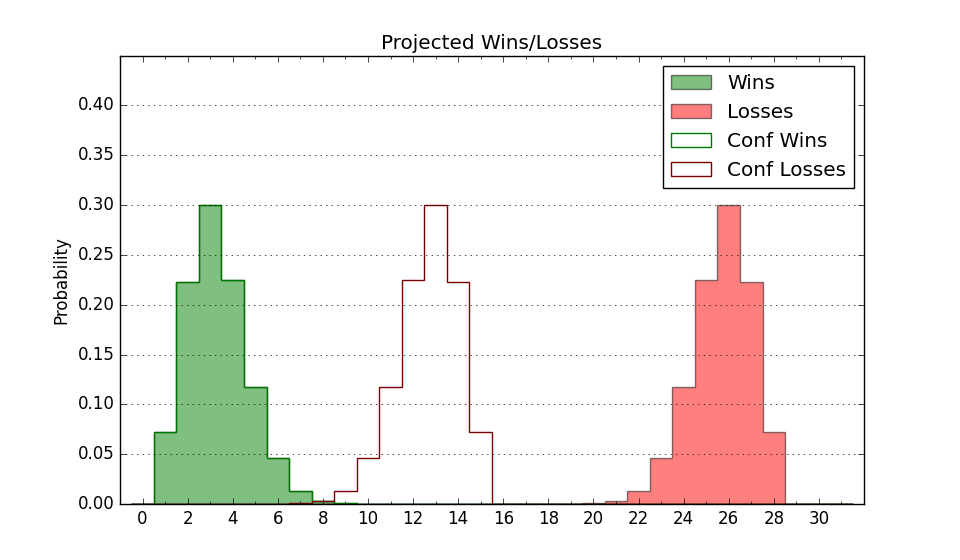 Projected Wins/Losses
Wins
Losses
Conf Wins
Conf Losses
Probability
0.40
0.35
0.30
0.25
0.20
0.15
0.10
0.05
0.00
0 2 4 6 8 10 12 14 16 18 20 22 24 26 28 30